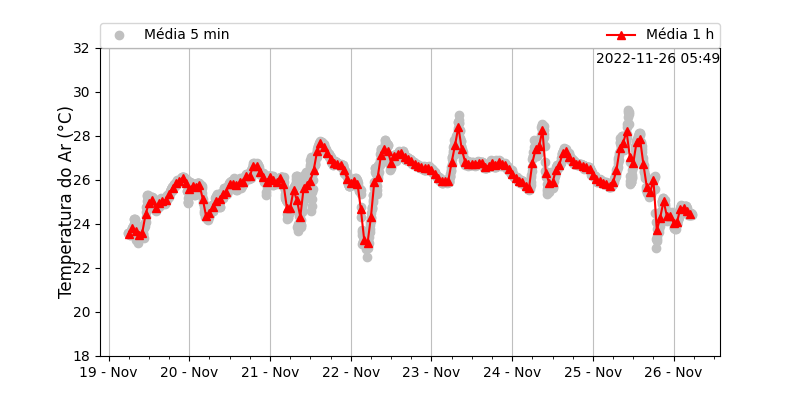 Média 5 min
Média 1 h
2022-11-26 05:49
Temperatura do Ar (°C)
32
30
28
26
24
22
20
18
19 - Nov
20 - Nov
21 - Nov
22 - Nov
23 - Nov
24 - Nov
25 - Nov
26 - Nov